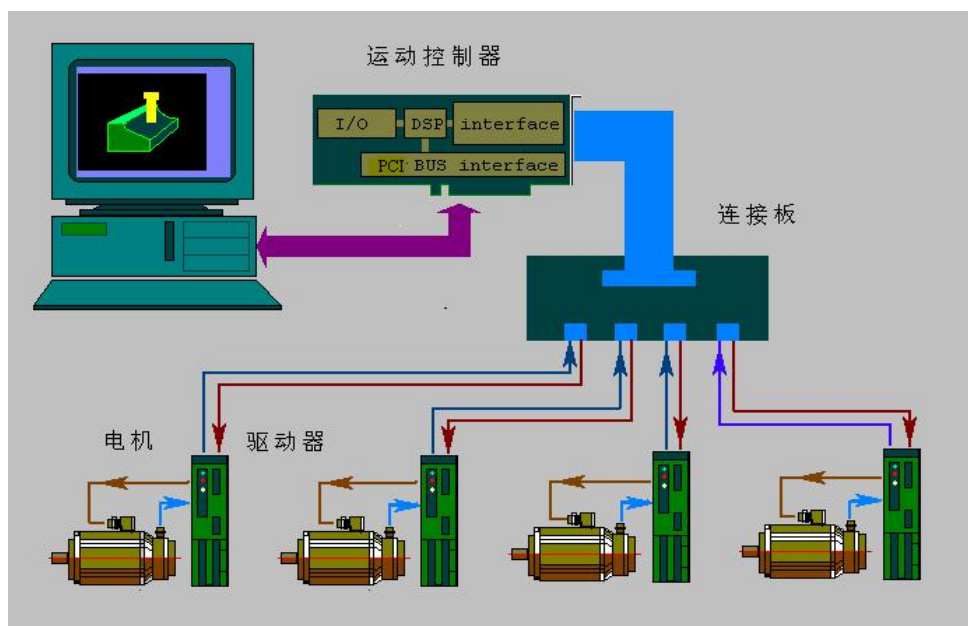 运动控制器
I/O DSP interface
PCI BUS interface
连接板
电机
驱动器